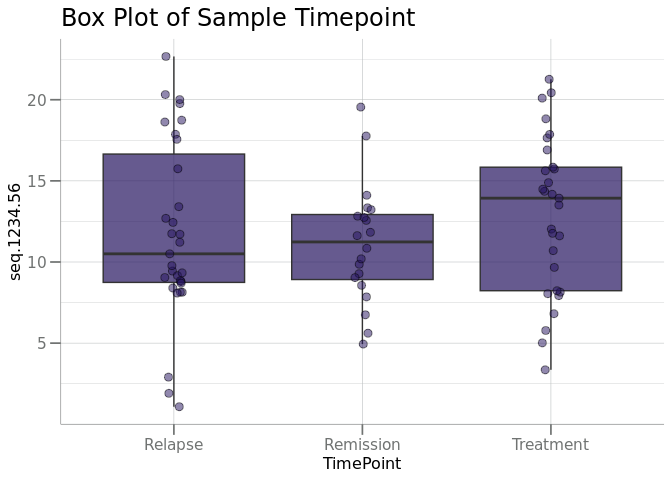 Box Plot of Sample Timepoint
seq.1234.56
20
15
10
5
Relapse
Remission
Treatment
TimePoint